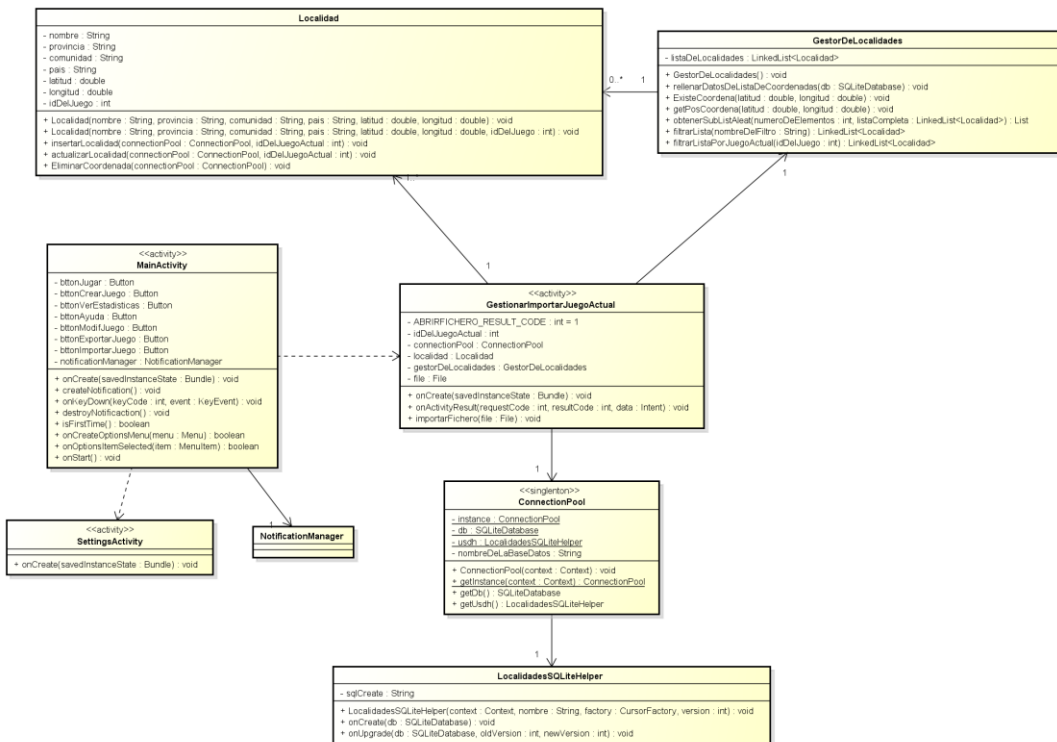 Localidad
- nombre : String
- provincia : String
- comunidad : String
- pais : String
- latitud : double
- longitud : double
- idDelJuego : int
+ Localidad(nombre : String, provincia : String, comunidad : String, pais : String, latitud : double, longitud : double) : void
+ Localidad(nombre : String, provincia : String, comunidad : String, pais : String, latitud : double, longitud : double, idDelJuego : int) : void
+ insertarLocalidad(connectionPool : ConnectionPool, idDelJuegoActual : int) : void
+ actualizarLocalidad(connectionPool : ConnectionPool, idDelJuegoActual : int) : void
+ EliminarCoordenada(connectionPool : ConnectionPool) : void
0..*
1
GestorDeLocalidades
- listaDeLocalidades : LinkedList<Localidad>
+ GestorDeLocalidades() : void
+ rellenarDatosDeListaDeCoordenadas(db : SQLiteDatabase) : void
+ ExisteCoordena(latitud : double, longitud : double) : void
+ getPosCoordena(latitud : double, longitud : double) : void
+ obtenerSubListAleat(numeroDeElementos : int, listaCompleta : LinkedList<Localidad>) : List
+ filtrarLista(nombreDelFiltro : String) : LinkedList<Localidad>
+ filtrarListaPorJuegoActual(idDelJuego : int) : LinkedList<Localidad>
1..*
1
1
<<activity>>
MainActivity
- bttonJugar : Button
- bttonCrearJuego : Button
- bttonVerEstadisticas : Button
- bttonAyuda : Button
- bttonModifJuego : Button
- bttonExportarJuego : Button
- bttonImportarJuego : Button
- notificationManager : NotificationManager
+ onCreate(savedInstanceState : Bundle) : void
+ createNotification() : void
+ onKeyDown(keyCode : int, event : KeyEvent) : void
+ destroyNotificaction() : void
+ isFirstTime() : boolean
+ onCreateOptionsMenu(menu : Menu) : boolean
+ onOptionsItemSelected(item : MenuItem) : boolean
+ onStart() : void
<<activity>>
GestionarImportarJuegoActual
- ABRIRFICHERO_RESULT_CODE : int = 1
- idDelJuegoActual : int
- connectionPool : ConnectionPool
- localidad : Localidad
- gestorDeLocalidades : GestorDeLocalidades
- file : File
+ onCreate(savedInstanceState : Bundle) : void
+ onActivityResult(requestCode : int, resultCode : int, data : Intent) : void
+ importarFichero(file : File) : void
1
<<singlenton>>
ConnectionPool
- instance : ConnectionPool
- db : SQLiteDatabase
- usdh : LocalidadesSQLiteHelper
- nombreDeLaBaseDatos : String
+ ConnectionPool(context : Context) : void
+ getInstance(context : Context) : ConnectionPool
+ getDb() : SQLiteDatabase
+ getUsdh() : LocalidadesSQLiteHelper
<<activity>>
SettingsActivity
+ onCreate(savedInstanceState : Bundle) : void
1
NotificationManager
1
LocalidadesSQLiteHelper
- sqlCreate : String
+ LocalidadesSQLiteHelper(context : Context, nombre : String, factory : CursorFactory, version : int) : void
+ onCreate(db : SQLiteDatabase) : void
+ onUpgrade(db : SQLiteDatabase, oldVersion : int, newVersion : int) : void